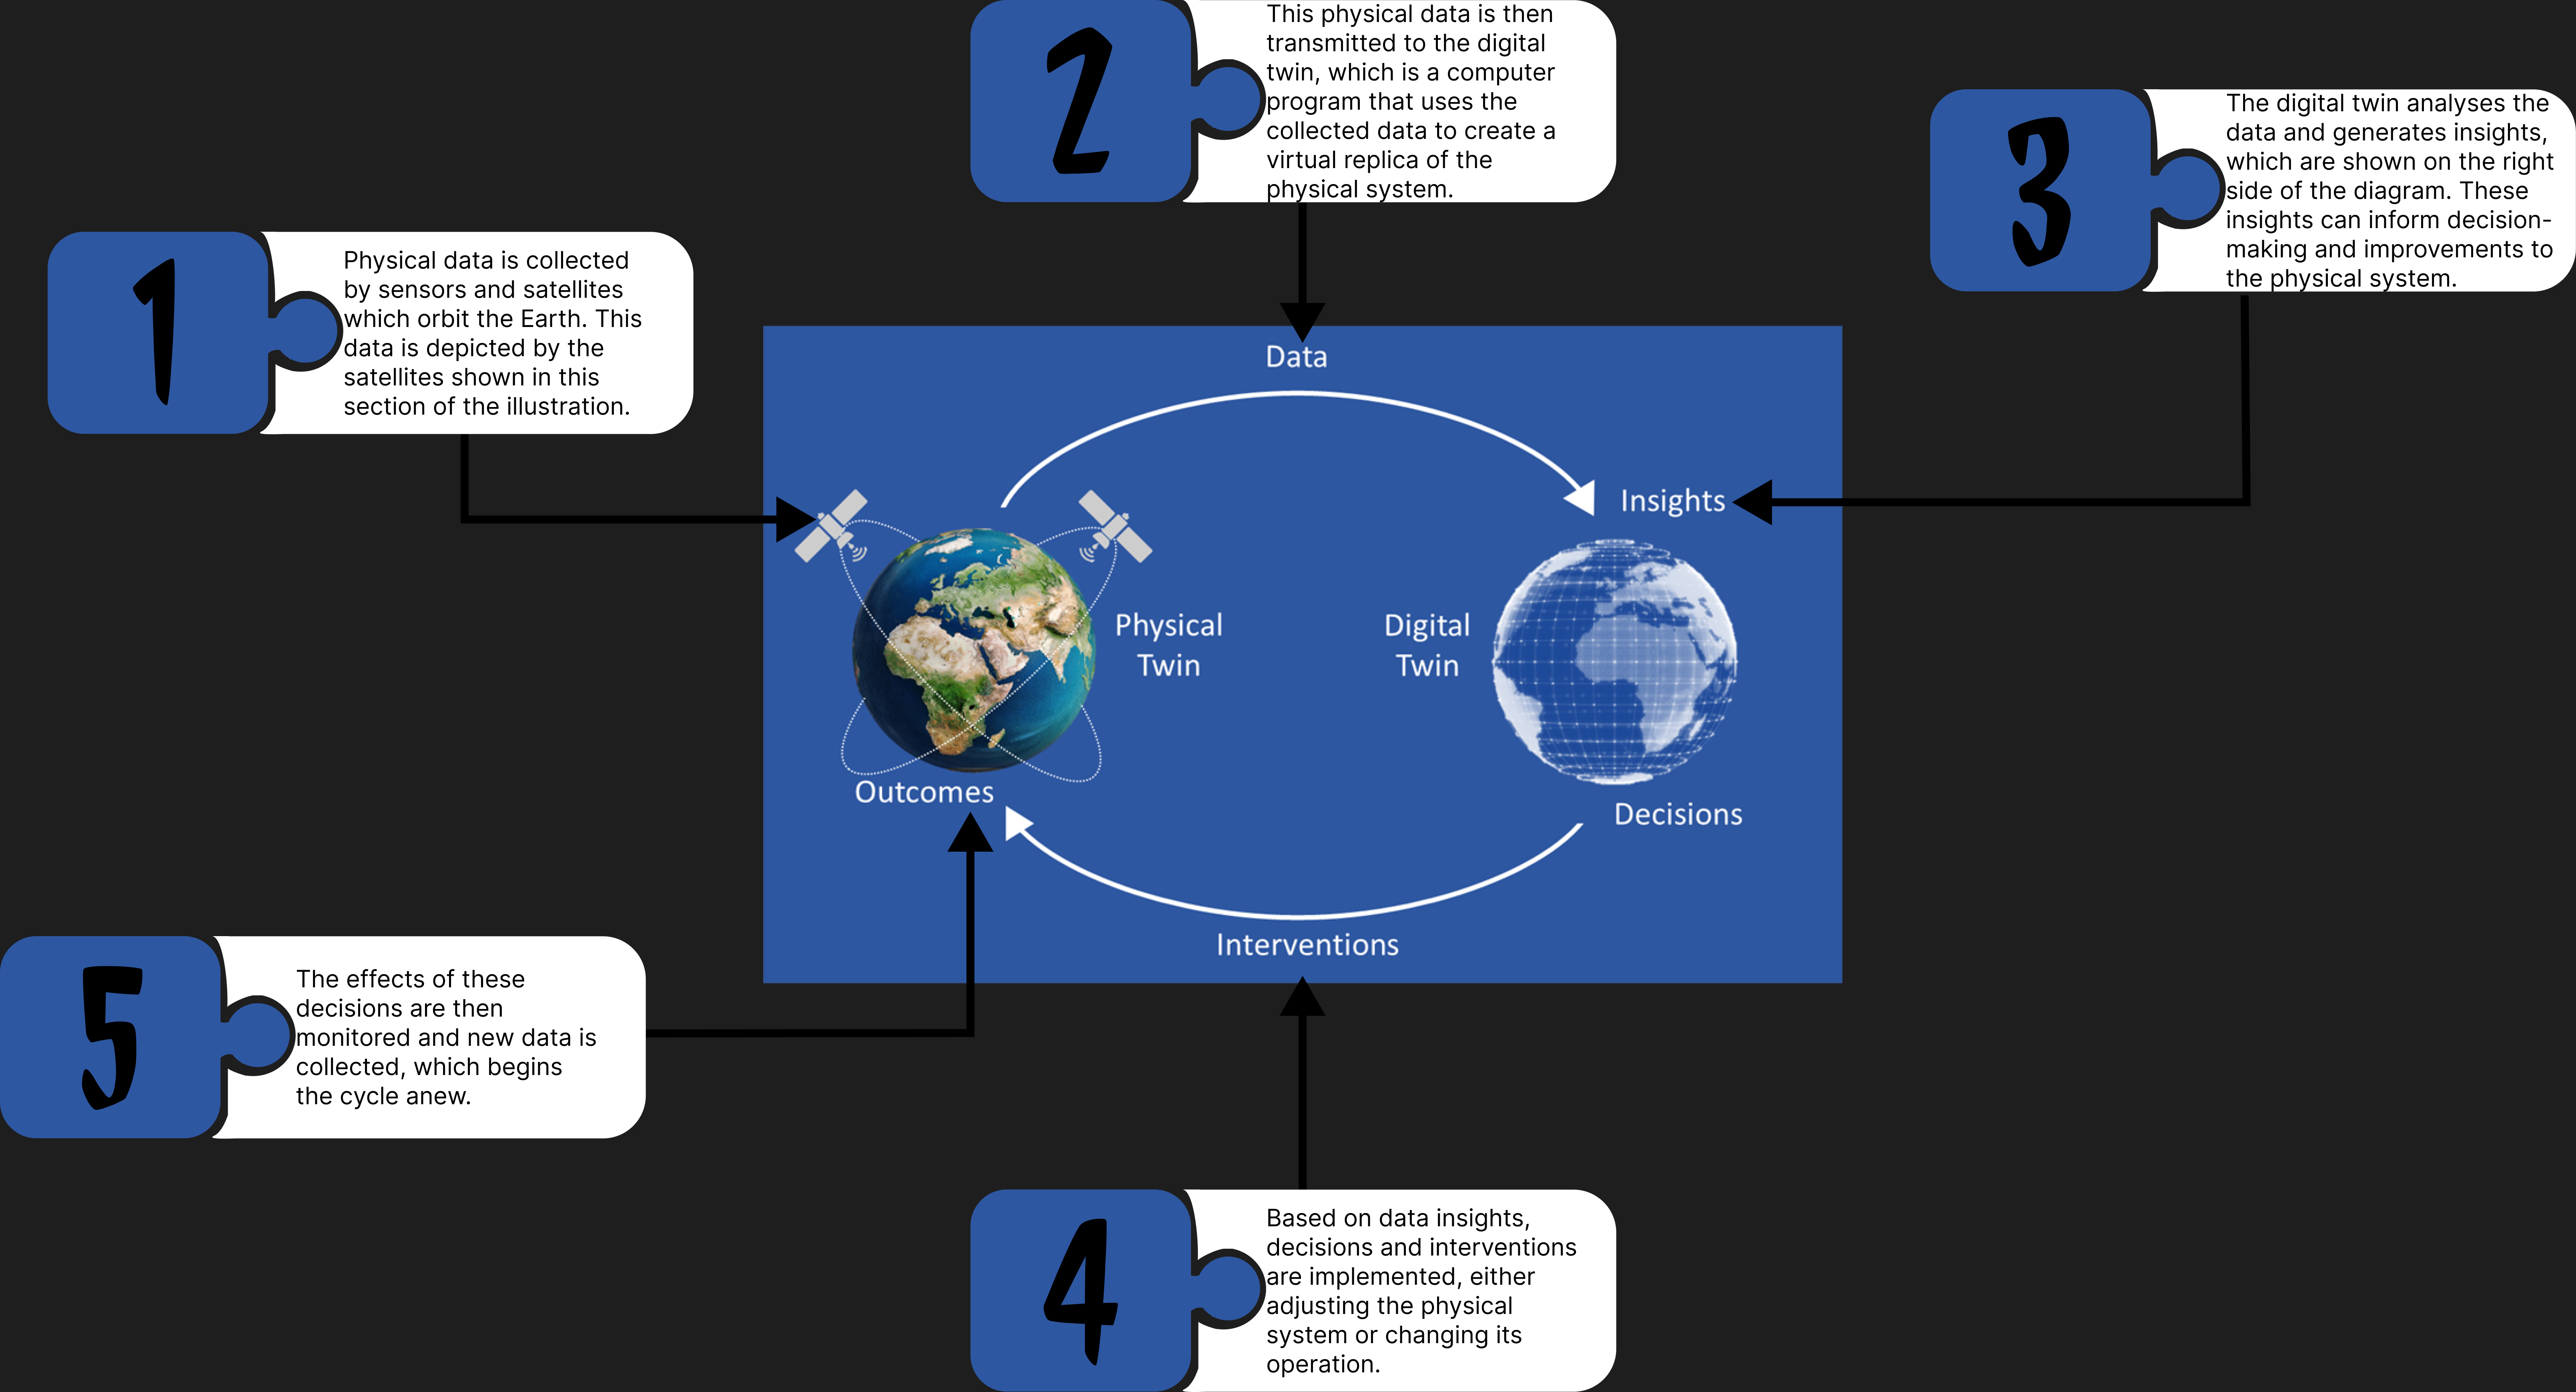 1
Physical data is collected
by sensors and satellites
which orbit the Earth. This
data is depicted by the
satellites shown in this
section of the illustration.
2
This physical data is then
transmitted to the digital
twin, which is a computer
program that uses the
collected data to create a
virtual replica of the
physical system.
3
The digital twin analyses the
data and generates insights,
which are shown on the right
side of the diagram. These
insights can inform decision-
making and improvements to
the physical system.
Data
Insights
Physical
Twin
Digital
Twin
Outcomes
Decisions
Interventions
5
The effects of these
decisions are then
monitored and new data is
collected, which begins
the cycle anew.
4
Based on data insights,
decisions and interventions
are implemented, either
adjusting the physical
system or changing its
operation.